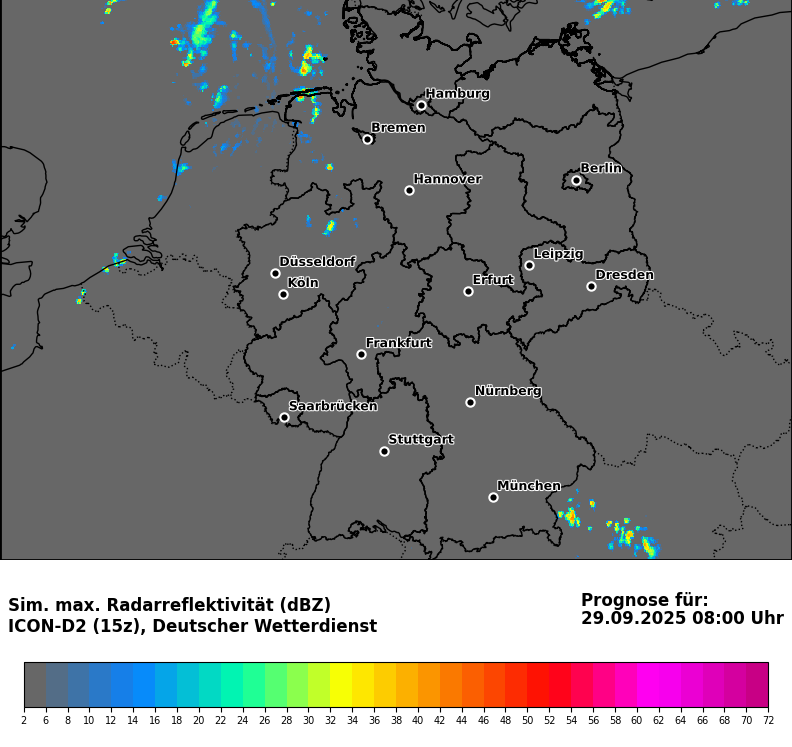 Hamburg
Bremen
Berlin
Hannover
Leipzig
Düsseldorf
Dresden
Köln
Erfurt
Frankfurt
Nürnberg
Saarbrücken
Stuttgart
München
Sim. max. Radarreflektivität (dBZ)
ICON-D2 (15z), Deutscher Wetterdienst
Prognose für:
29.09.2025 08:00 Uhr
2 6 8 10 12 14 16 18 20 22 24 26 28 30 32 34 36 38 40 42 44 46 48 50 52 54 56 58 60 62 64 66 68 70 72